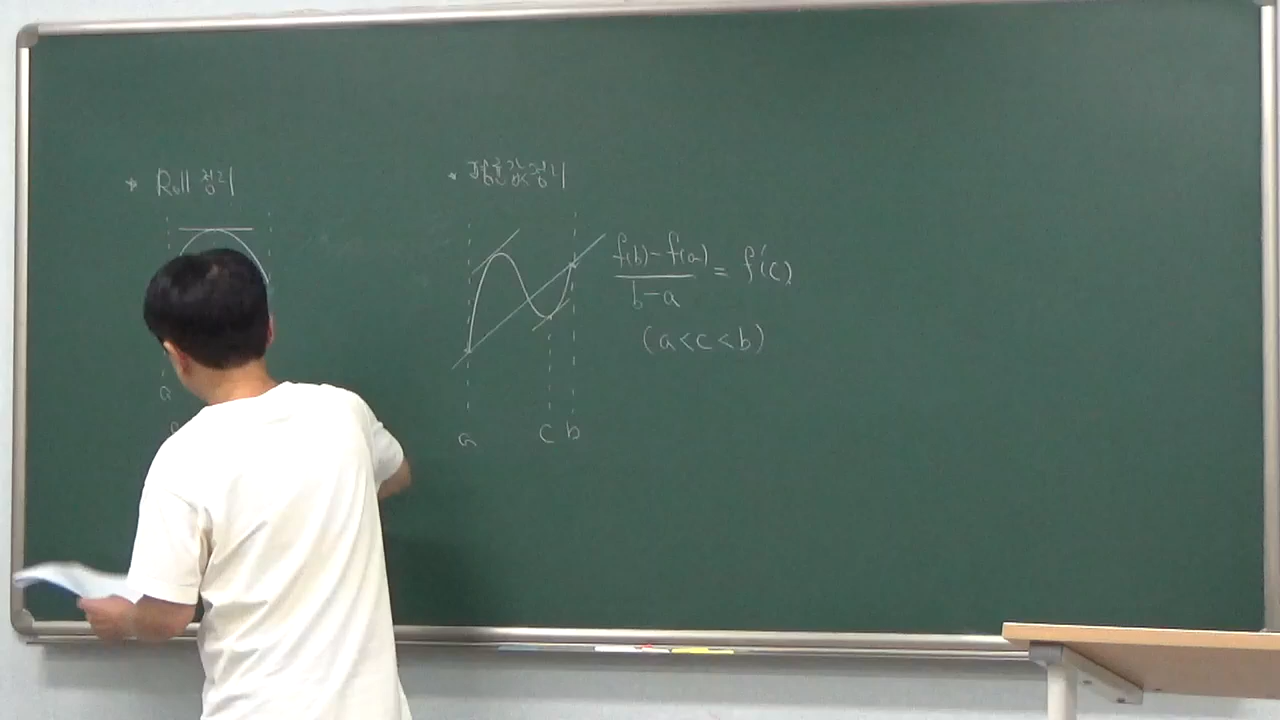 * Roll 정리
a
* 평균값 정리
f(b)-f(a)
b-a
= f'(c)
(a<c<b)
a c b